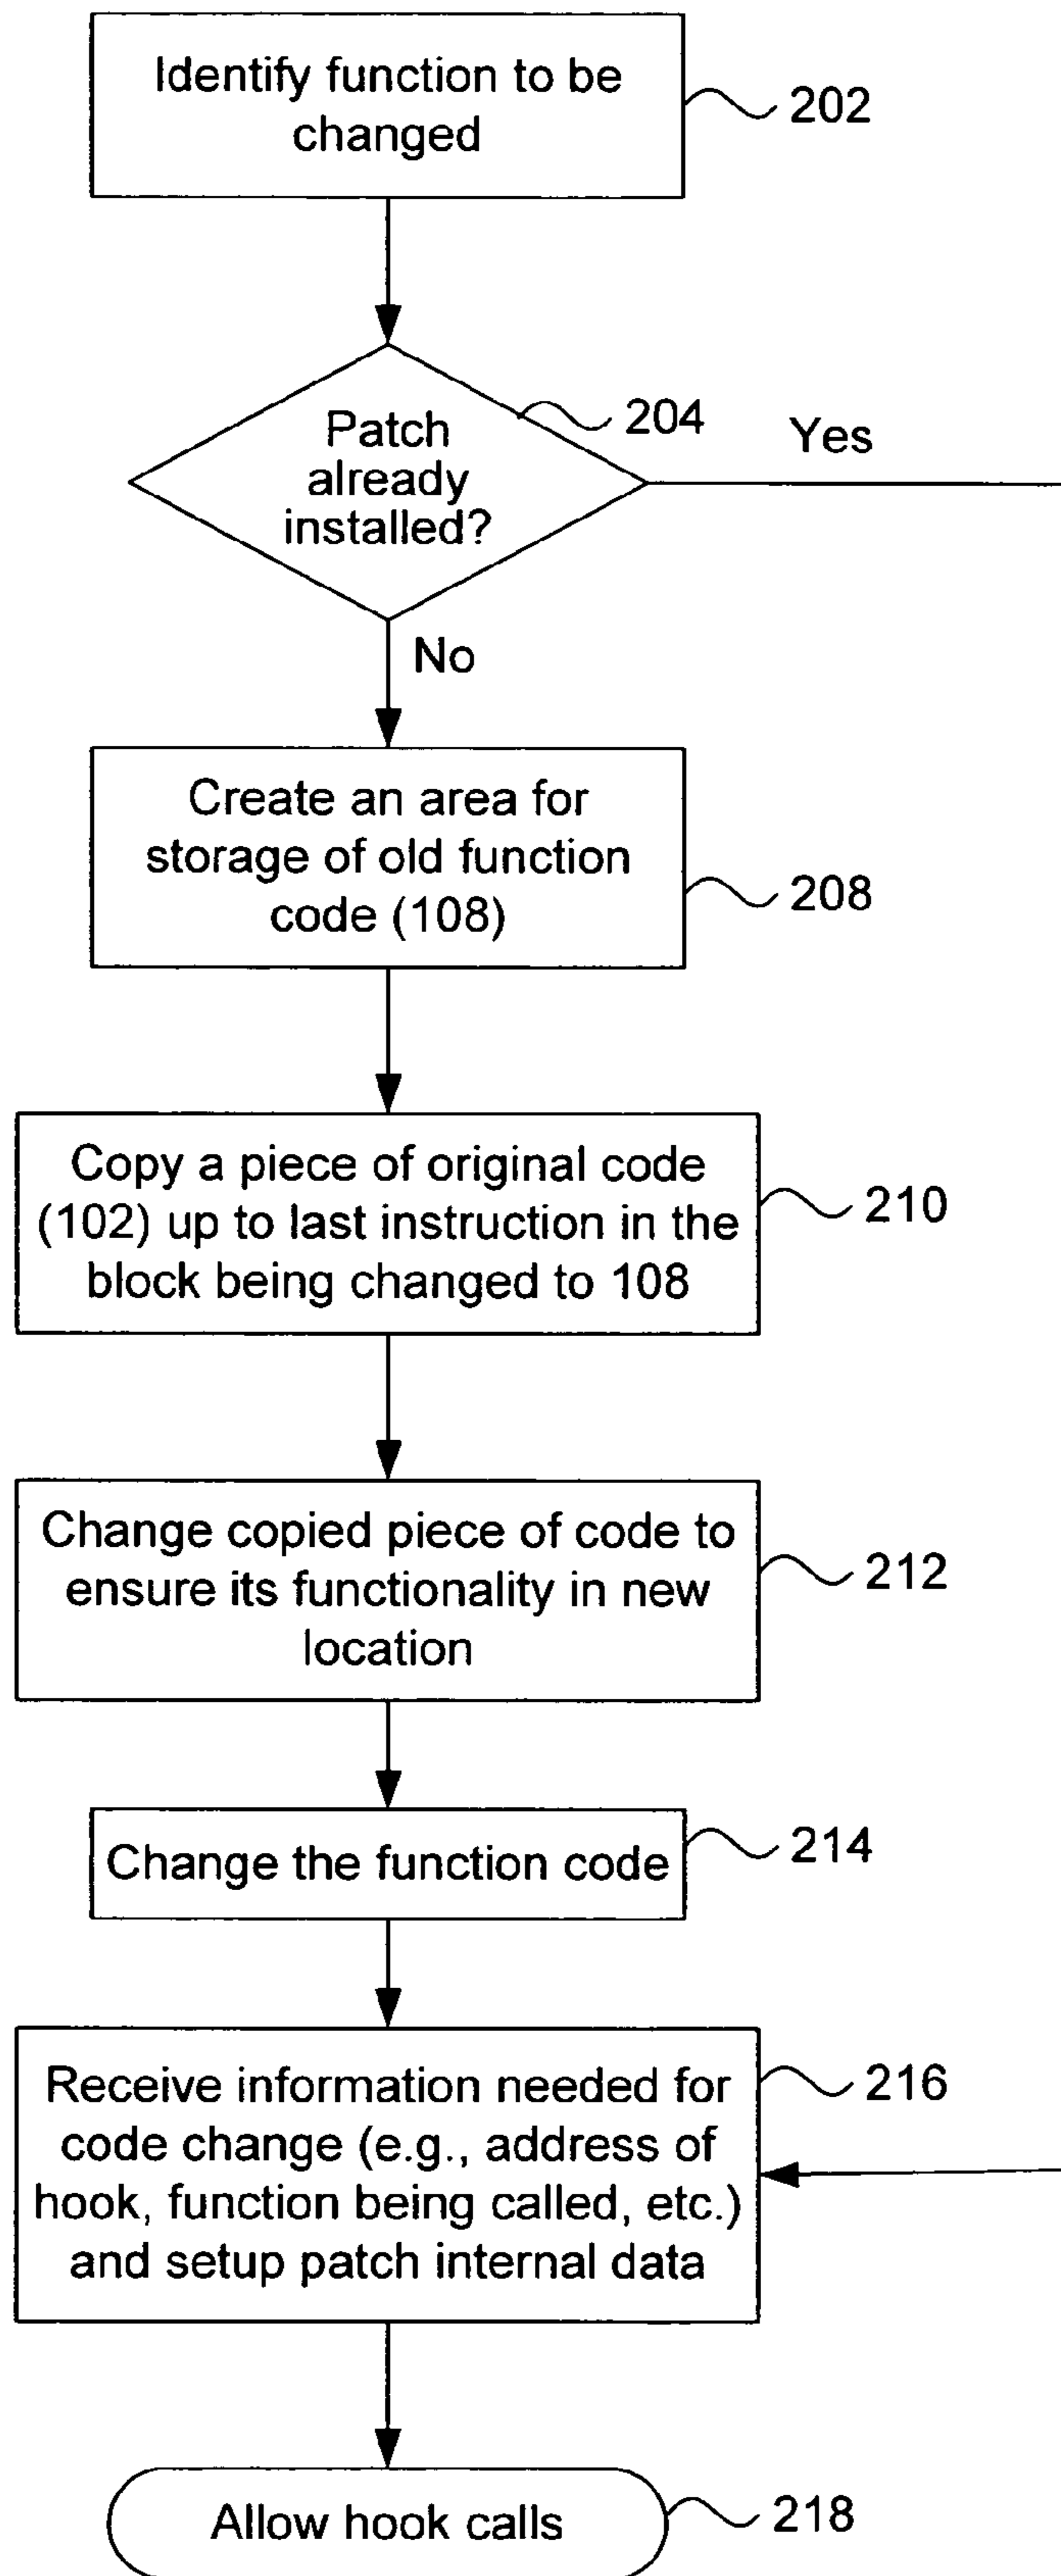 Identify function to be
changed
202
Patch
already
installed?
204
Yes
No
Create an area for
storage of old function
code (108)
208
Copy a piece of original code
(102) up to last instruction in the
block being changed to 108
210
Change copied piece of code to
ensure its functionality in new
location
212
Change the function code
214
Receive information needed for
code change (e.g., address of
hook, function being called, etc.)
and setup patch internal data
216
Allow hook calls
218